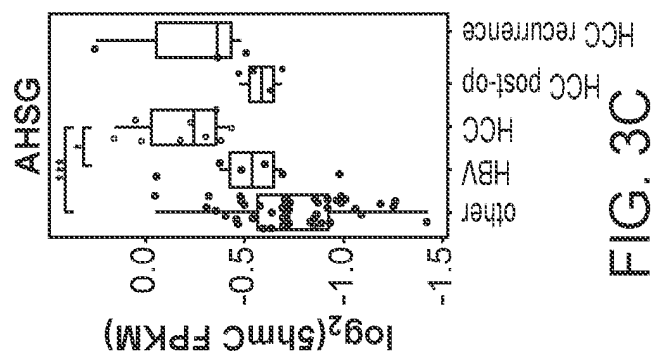 AHSG
***
*
log2(5hmC FPKM)
0.0
-0.5
-1.0
-1.5
other
HBV
HCC
HCC post-op
HCC recurrence
FIG. 3C